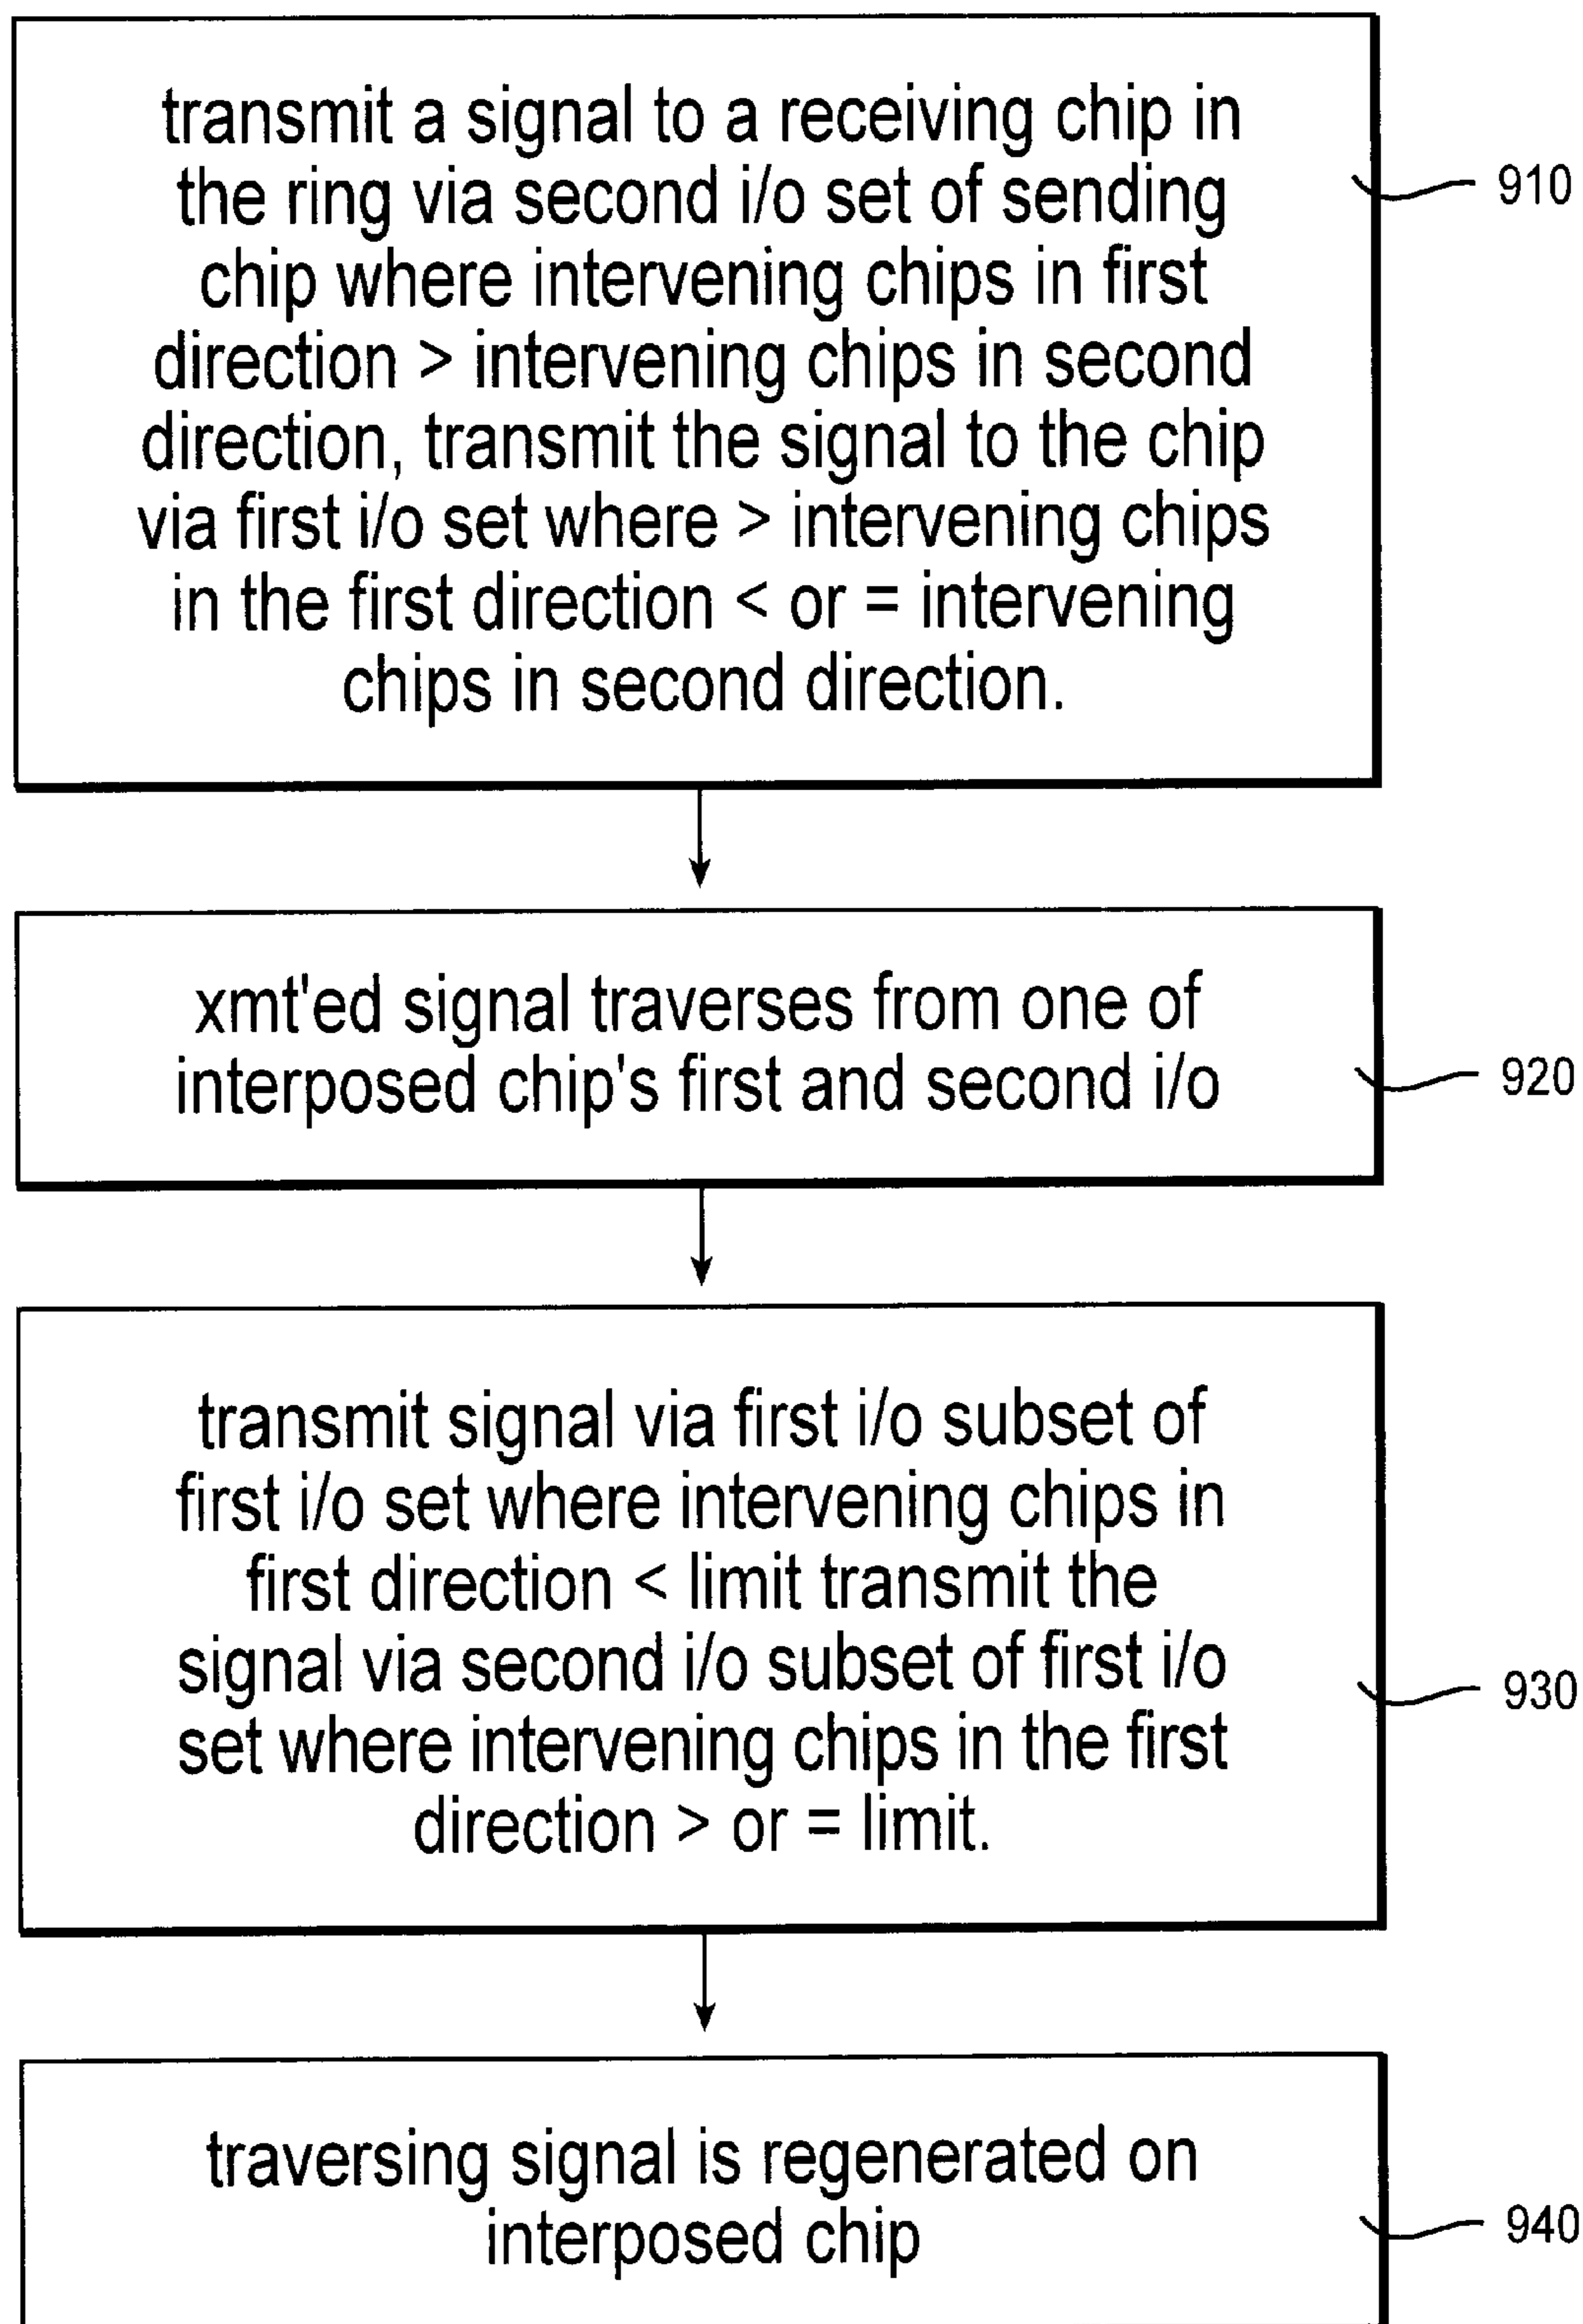 transmit a signal to a receiving chip in
the ring via second i/o set of sending
chip where intervening chips in first
direction > intervening chips in second
direction, transmit the signal to the chip
via first i/o set where > intervening chips
in the first direction < or = intervening
chips in second direction.
910
xmt'ed signal traverses from one of
interposed chip's first and second i/o
920
transmit signal via first i/o subset of
first i/o set where intervening chips in
first direction < limit transmit the
signal via second i/o subset of first i/o
set where intervening chips in the first
direction > or = limit.
930
traversing signal is regenerated on
interposed chip
940